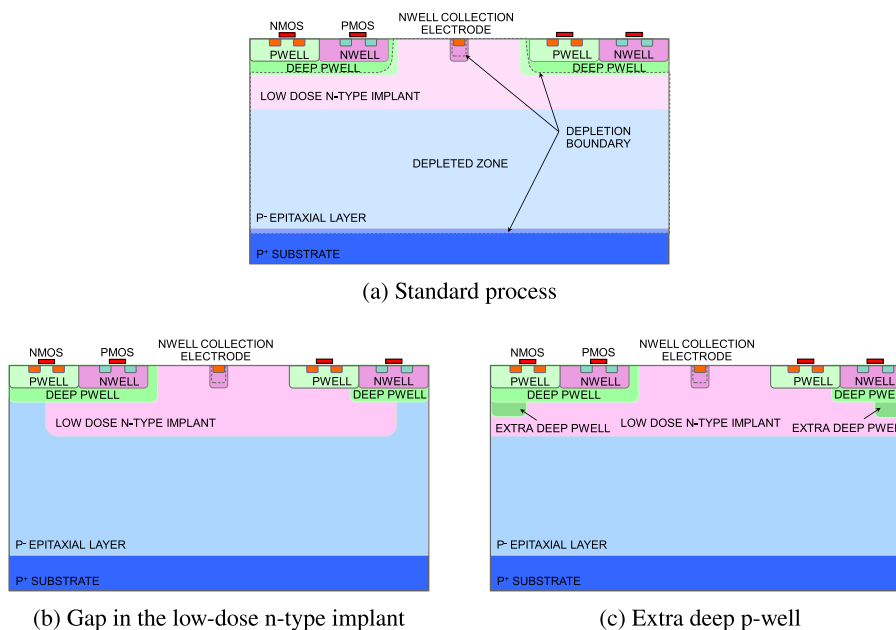 NWELL COLLECTION
ELECTRODE
NMOS PMOS
PWELL NWELL PWELL NWELL
DEEP PWELL DEEP PWELL
LOW DOSE N-TYPE IMPLANT
DEPLETION
BOUNDARY
DEPLETED ZONE
P⁻ EPITAXIAL LAYER
P⁺ SUBSTRATE
(a) Standard process
NWELL COLLECTION
ELECTRODE
NMOS PMOS
PWELL NWELL PWELL NWELL
DEEP PWELL DEEP PWELL
LOW DOSE N-TYPE IMPLANT
P⁻ EPITAXIAL LAYER
P⁺ SUBSTRATE
(b) Gap in the low-dose n-type implant
NWELL COLLECTION
ELECTRODE
NMOS PMOS
PWELL NWELL PWELL NWELL
DEEP PWELL DEEP PWELL
LOW DOSE N-TYPE IMPLANT
EXTRA DEEP PWELL EXTRA DEEP PWEL
P⁻ EPITAXIAL LAYER
P⁺ SUBSTRATE
(c) Extra deep p-well